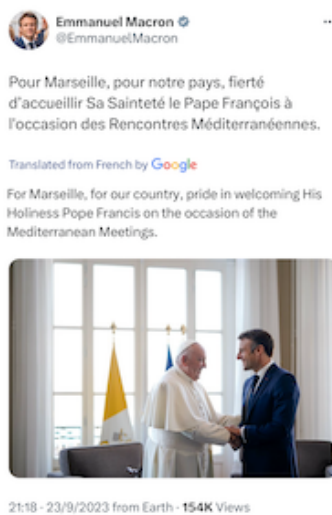 Emmanuel Macron
@EmmanuelMacron
Pour Marseille, pour notre pays, fierté
d'accueillir Sa Sainteté le Pape François à
l'occasion des Rencontres Méditerranéennes.
Translated from French by Google
For Marseille, for our country, pride in welcoming His
Holiness Pope Francis on the occasion of the
Mediterranean Meetings.
21:18 · 23/9/2023 from Earth · 154K Views